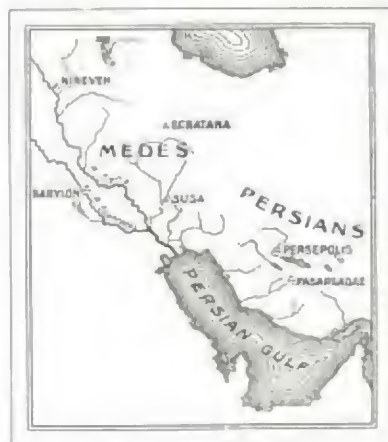 NINEVEH
ECBATANA
MEDES
BABYLON
SUSA
PERSIANS
PERSEPOLIS
PASARGADAE
PERSIAN GULF